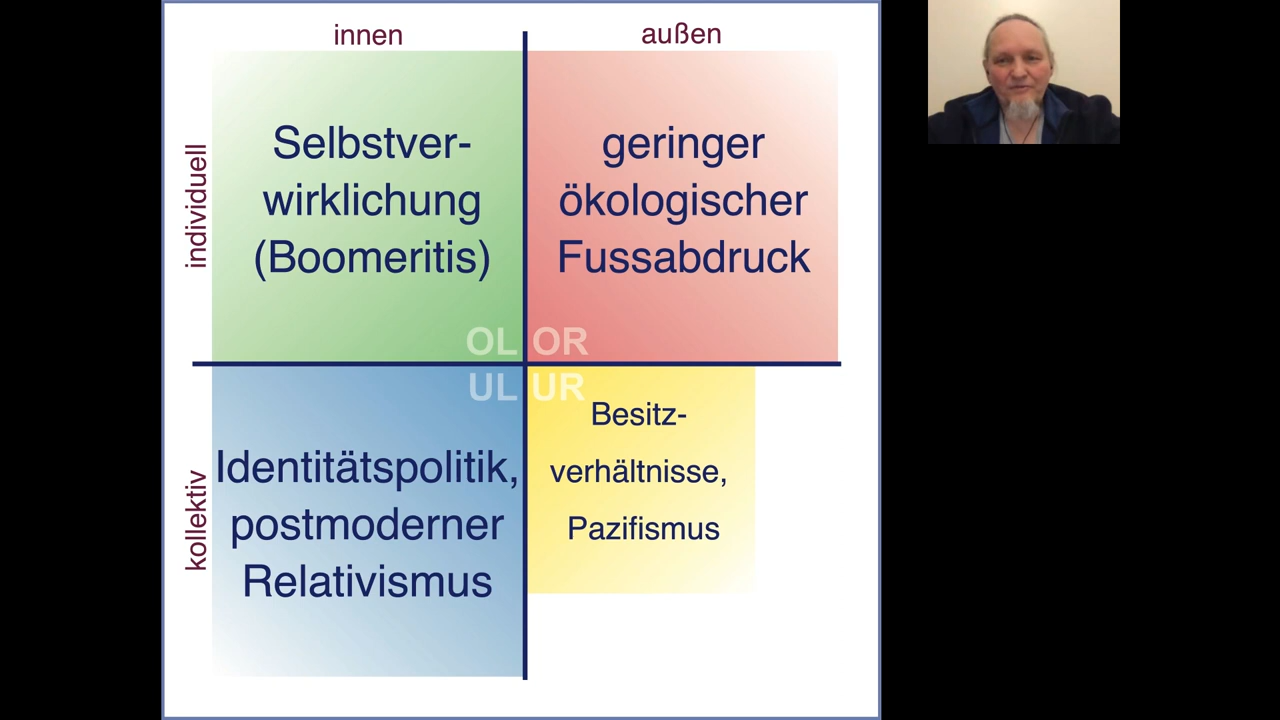 innen
außen
individuell
Selbstver-
wirklichung
(Boomeritis)
geringer
ökologischer
Fussabdruck
OL
OR
UL
UR
kollektiv
Identitätspolitik,
postmoderner
Relativismus
Besitz-
verhältnisse,
Pazifismus